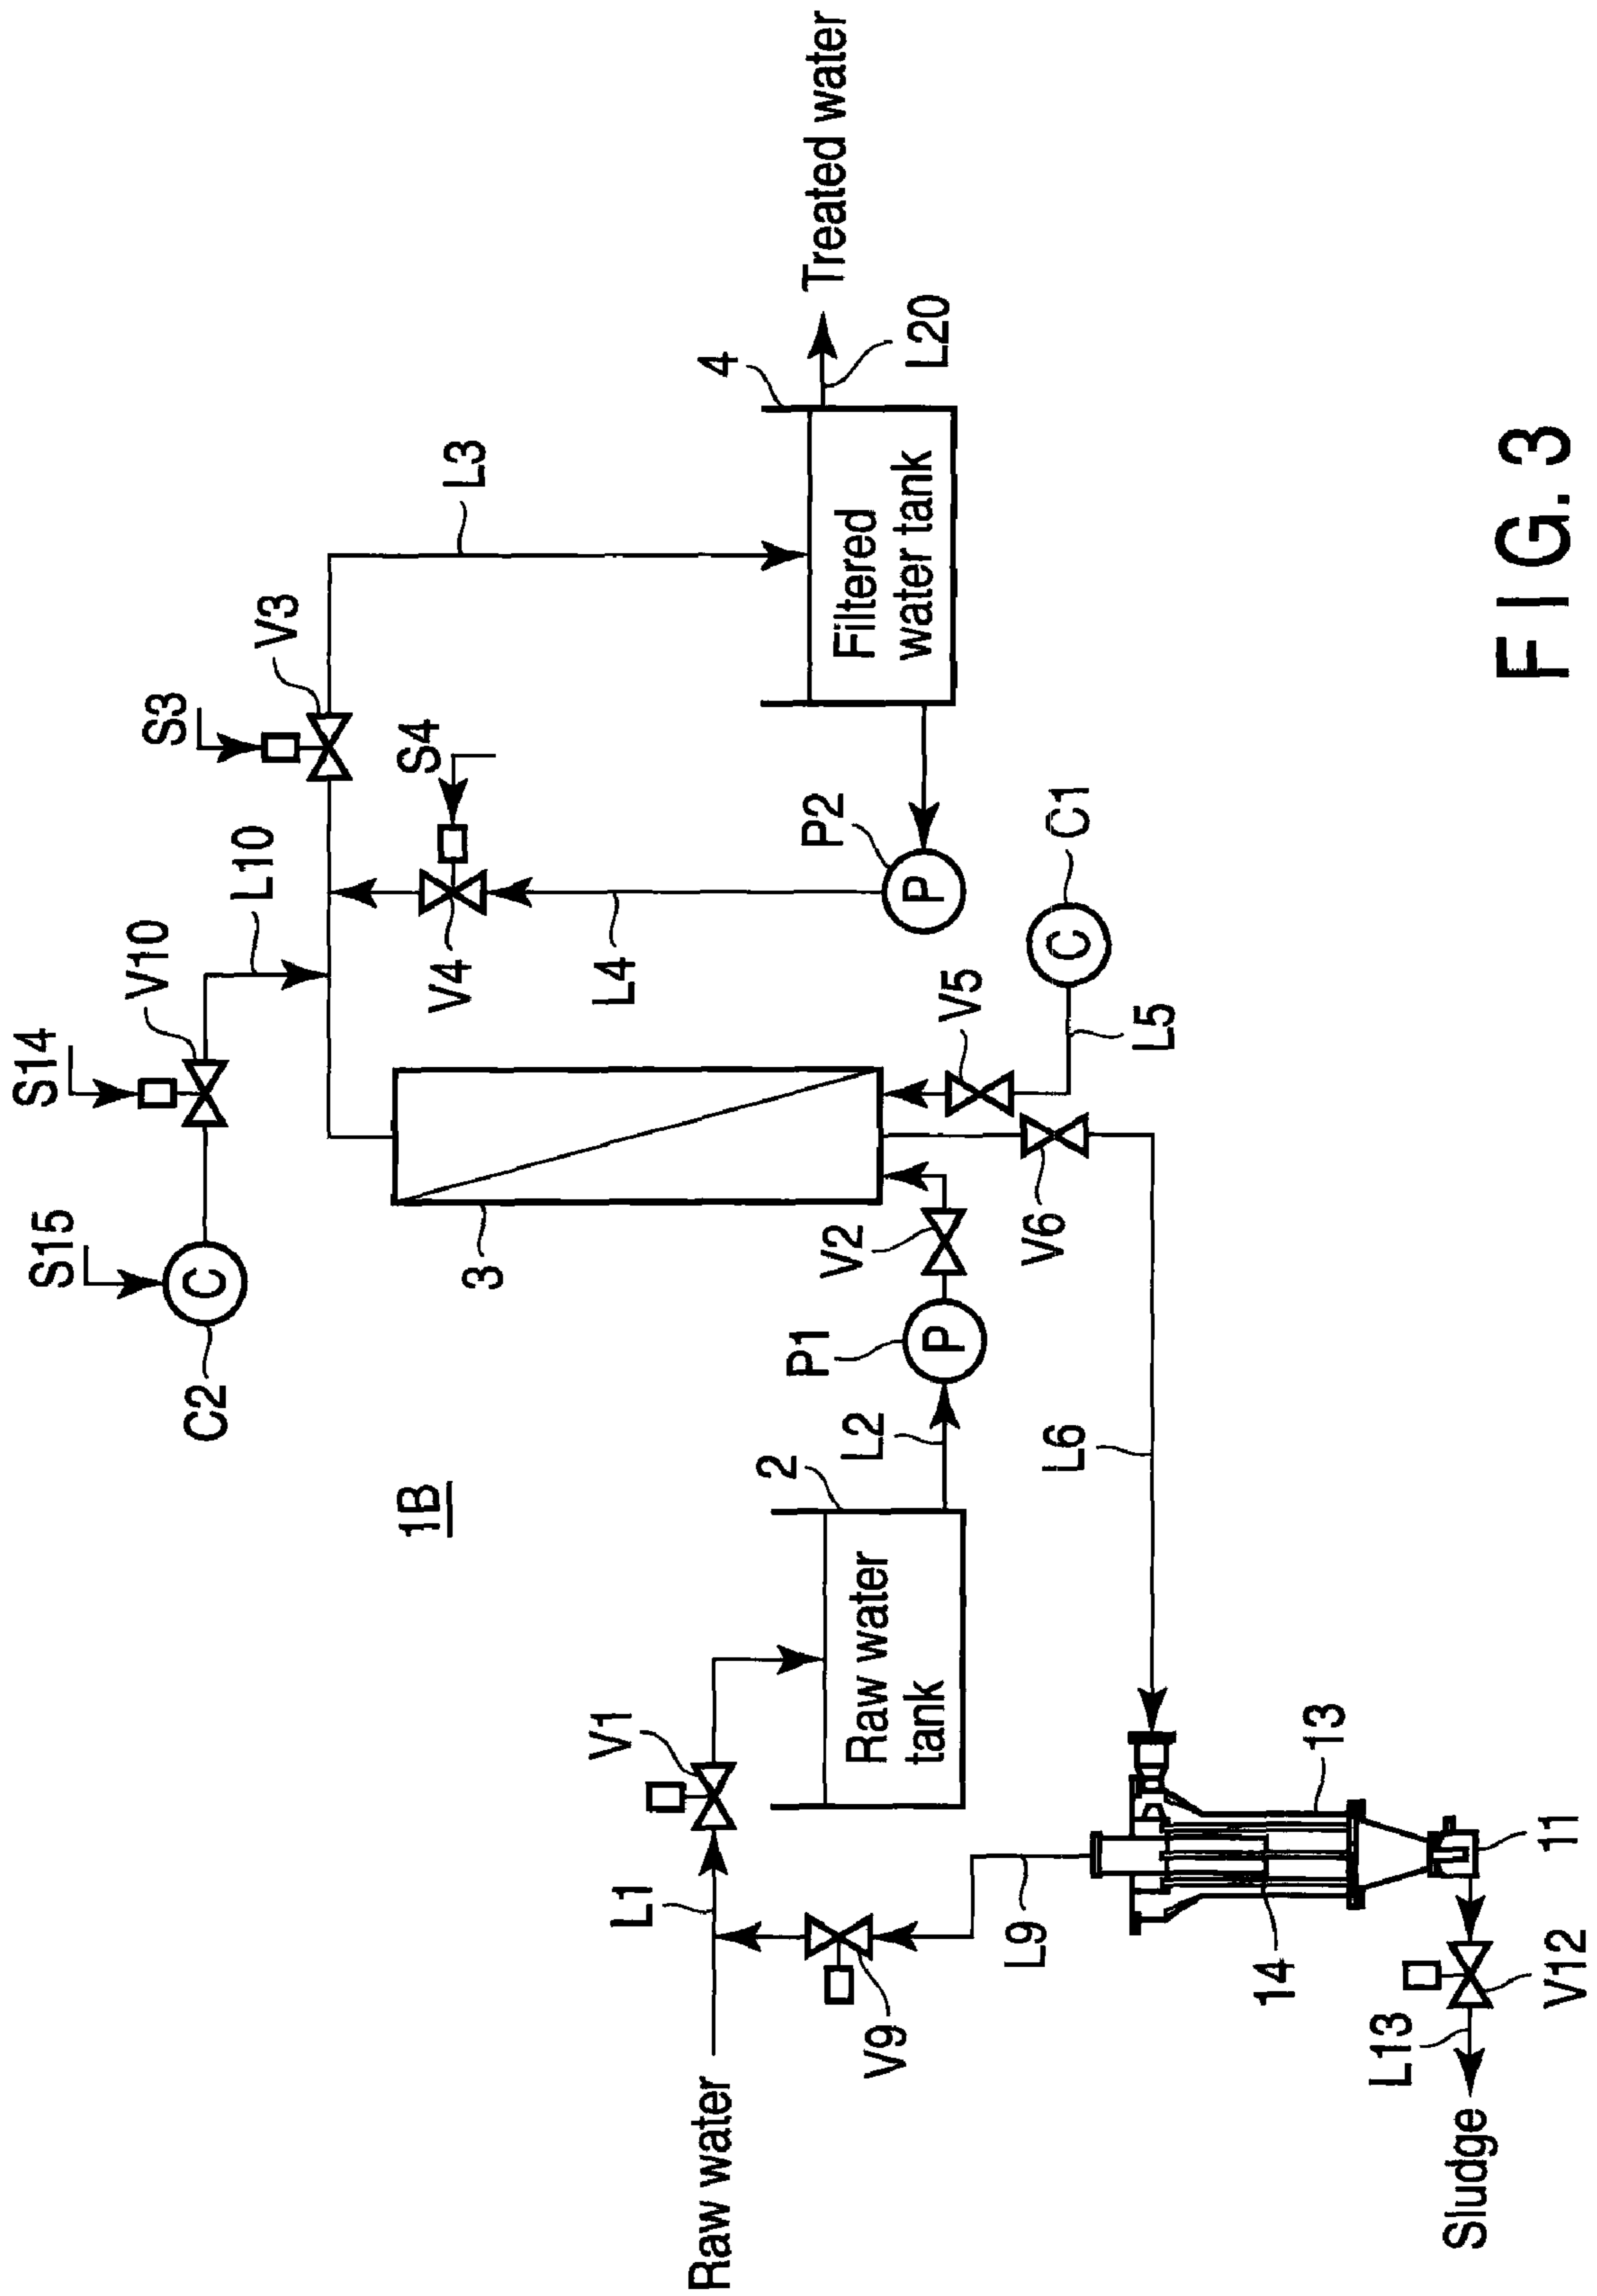 S15
S14
C
C2
V10
L10
S3
V3
L3
1B
V4
S4
L4
3
4
Treated water
L20
Filtered
water tank
P2
P
C1
C
V5
L5
V6
V2
P1
P
L2
2
Raw water
tank
V1
L1
Raw water
V9
L9
L6
13
14
11
V12
L13
Sludge
FIG. 3